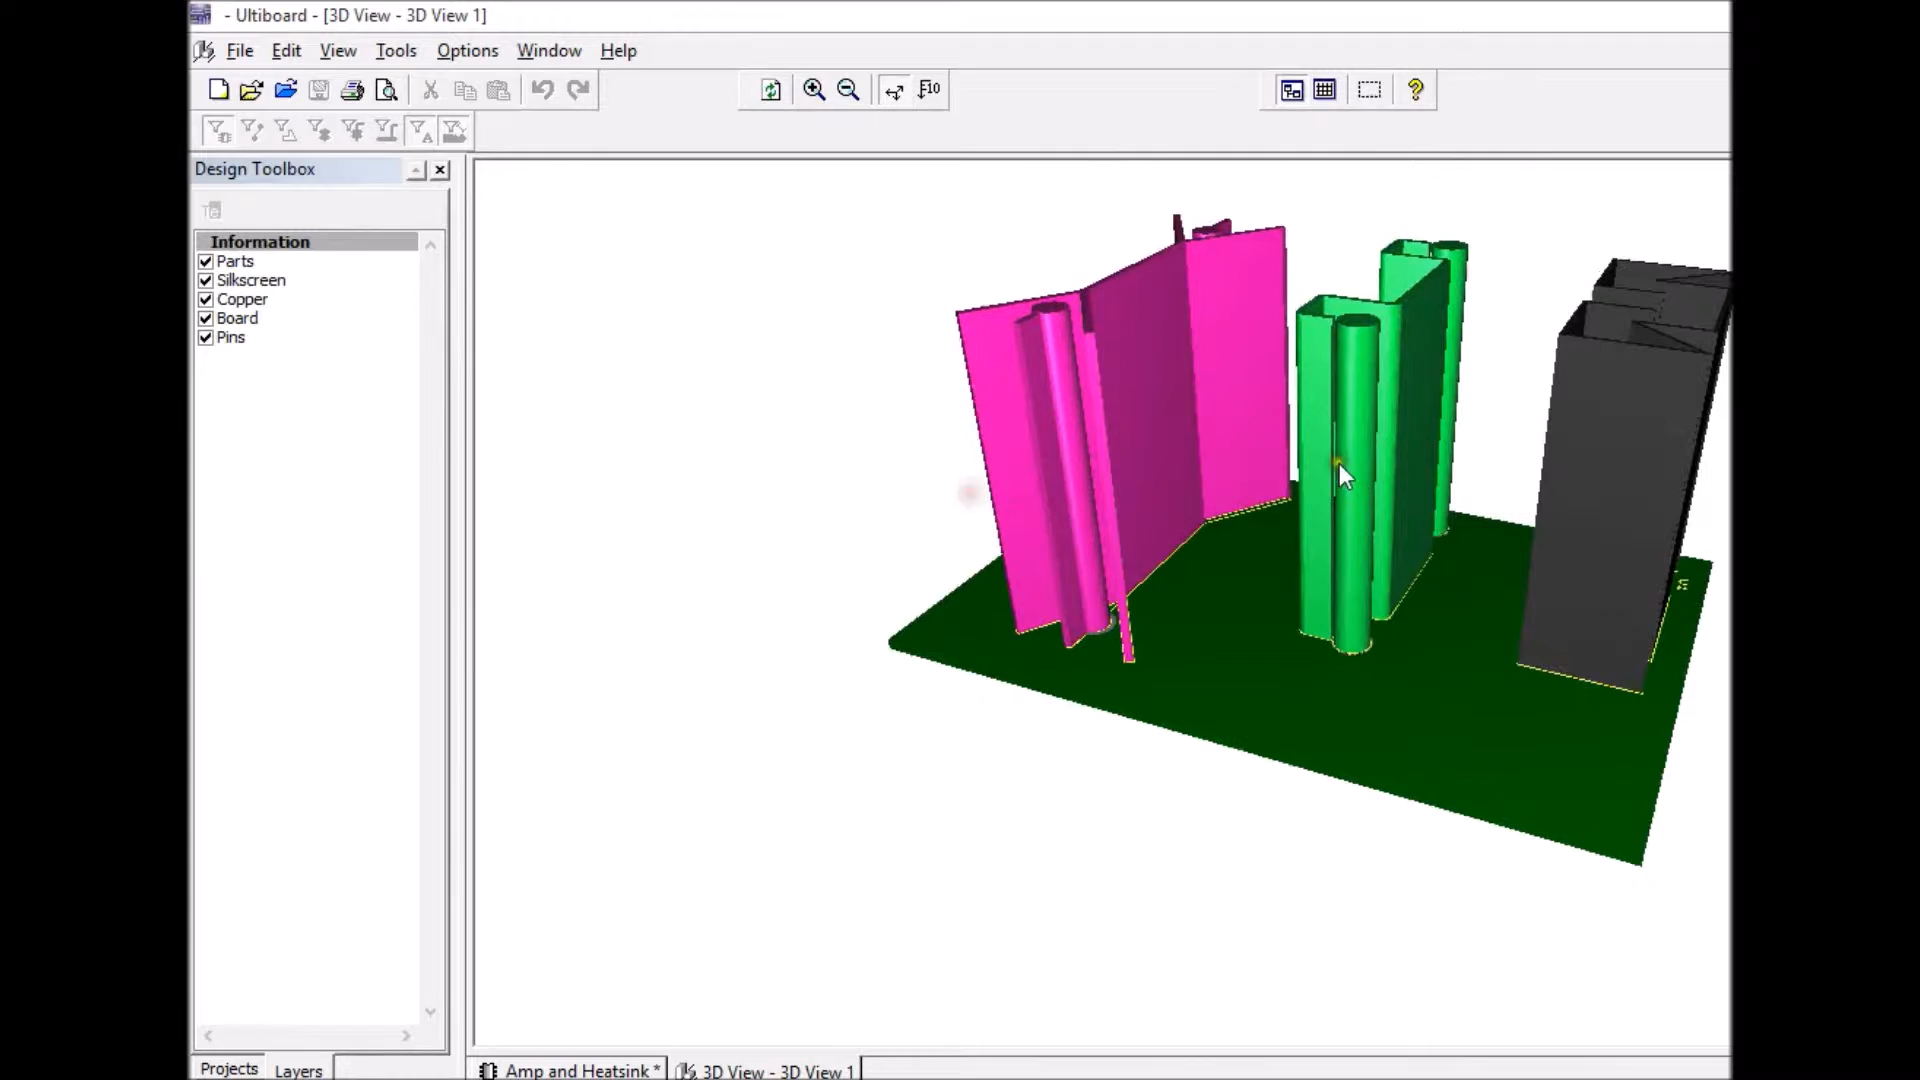 - Ultiboard - [3D View - 3D View 1]
File Edit View Tools Options Window Help
Design Toolbox
Information
Parts
Silkscreen
Copper
Board
Pins
Projects Layers
Amp and Heatsink * 3D View - 3D View 1